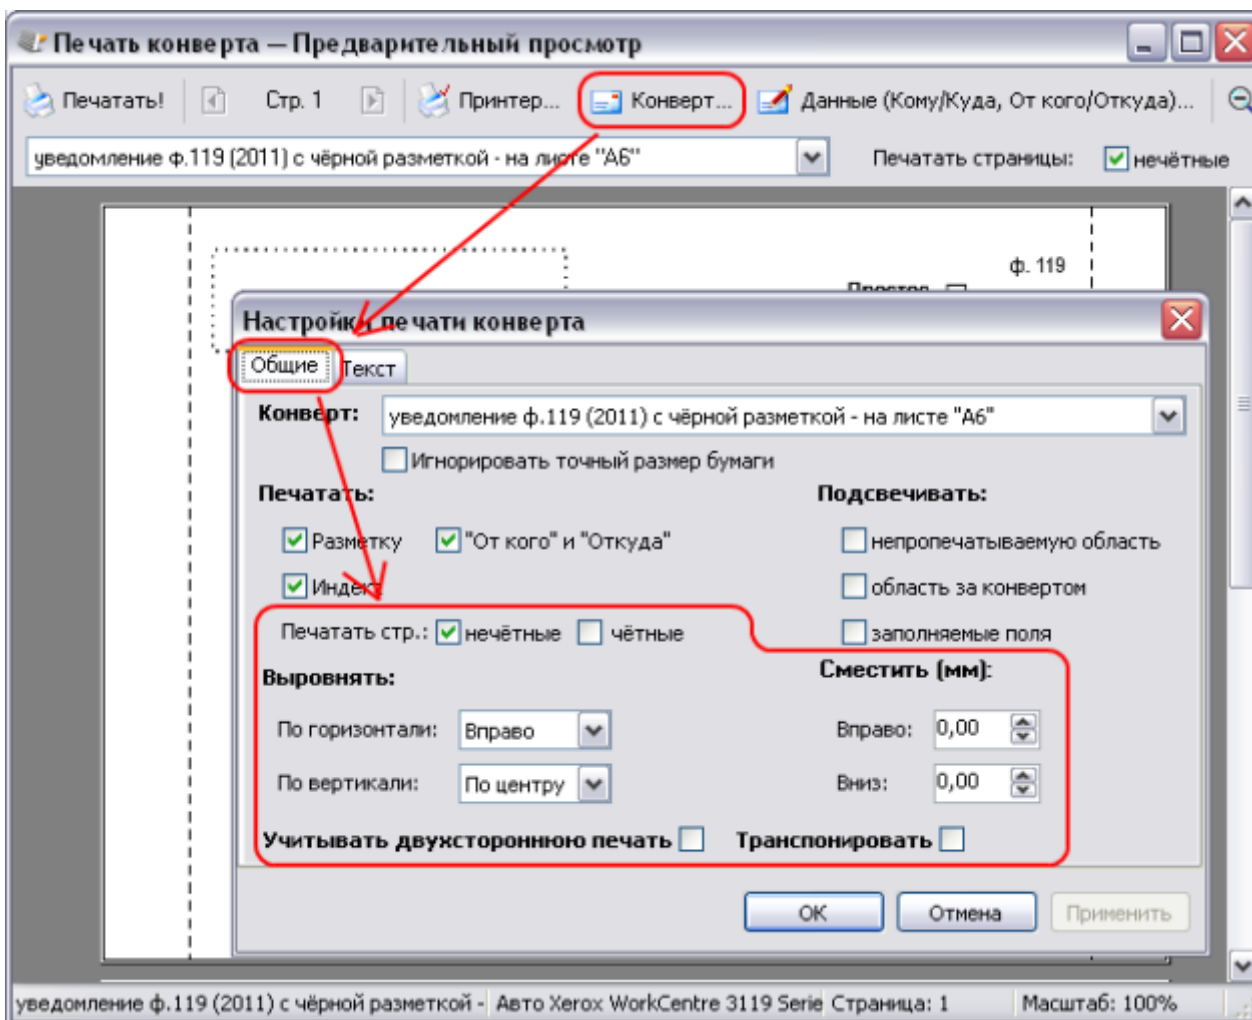 Печать конверта — Предварительный просмотр
Печатать! Стр. 1 Принтер... Конверт... Данные (Кому/Куда, От кого/Откуда)...
уведомление ф.119 (2011) с чёрной разметкой - на листе "А6" Печатать страницы: нечётные
ф. 119
Простое
Настройки печати конверта
Общие Текст
Конверт: уведомление ф.119 (2011) с чёрной разметкой - на листе "А6"
Игнорировать точный размер бумаги
Печатать: Подсвечивать:
Разметку "От кого" и "Откуда" непропечатываемую область
Индекс область за конвертом
Печатать стр.: нечётные чётные заполняемые поля
Выровнять: Сместить (мм):
По горизонтали: Вправо Вправо: 0,00
По вертикали: По центру Вниз: 0,00
Учитывать двухстороннюю печать Транспонировать
ОК Отмена Применить
уведомление ф.119 (2011) с чёрной разметкой - Авто Xerox WorkCentre 3119 Serie Страница: 1 Масштаб: 100%